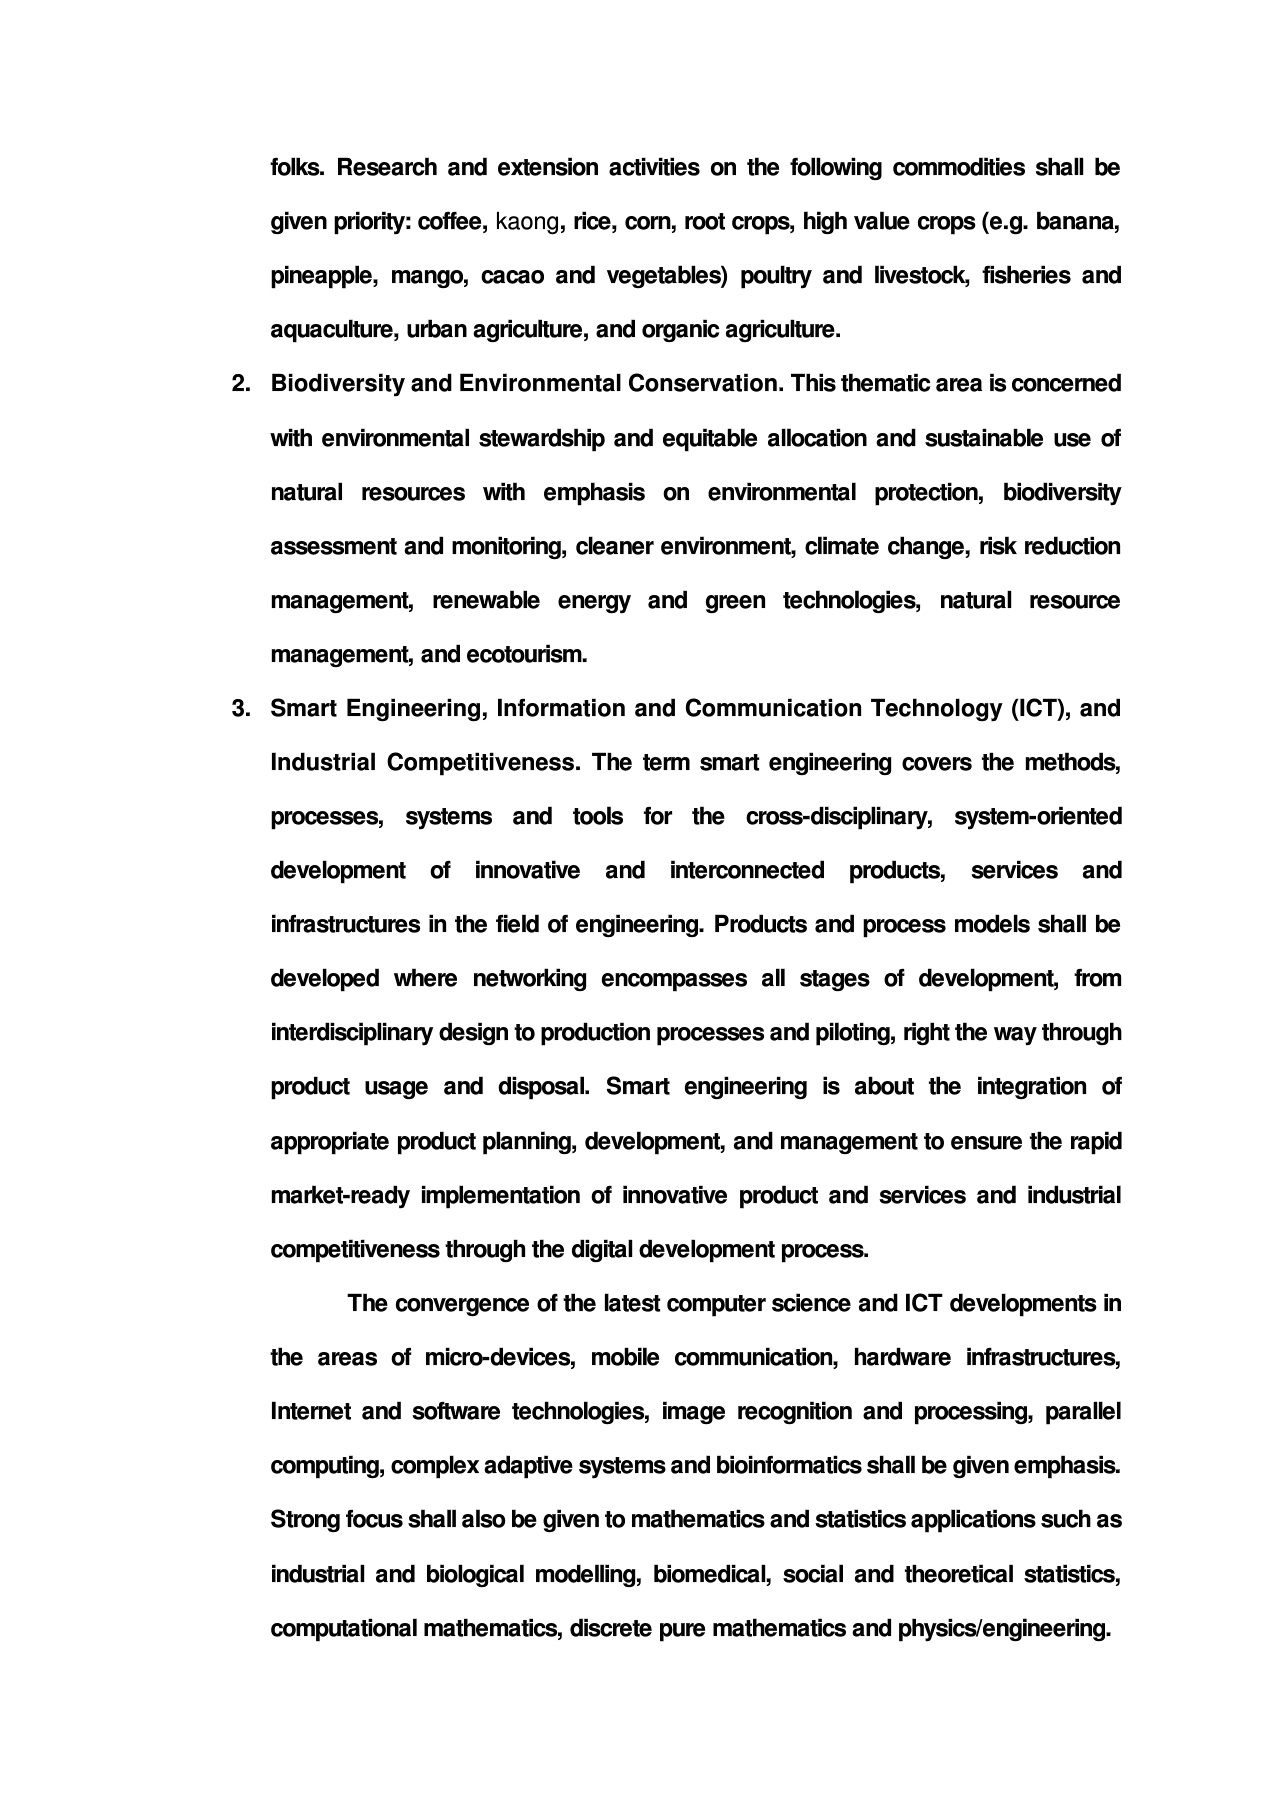 folks. Research and extension activities on the following commodities shall be
given priority: coffee, kaong, rice, corn, root crops, high value crops (e.g. banana,
pineapple, mango, cacao and vegetables) poultry and livestock, fisheries and
aquaculture, urban agriculture, and organic agriculture.
2. Biodiversity and Environmental Conservation. This thematic area is concerned
with environmental stewardship and equitable allocation and sustainable use of
natural resources with emphasis on environmental protection, biodiversity
assessment and monitoring, cleaner environment, climate change, risk reduction
management, renewable energy and green technologies, natural resource
management, and ecotourism.
3. Smart Engineering, Information and Communication Technology (ICT), and
Industrial Competitiveness. The term smart engineering covers the methods,
processes, systems and tools for the cross-disciplinary, system-oriented
development of innovative and interconnected products, services and
infrastructures in the field of engineering. Products and process models shall be
developed where networking encompasses all stages of development, from
interdisciplinary design to production processes and piloting, right the way through
product usage and disposal. Smart engineering is about the integration of
appropriate product planning, development, and management to ensure the rapid
market-ready implementation of innovative product and services and industrial
competitiveness through the digital development process.
The convergence of the latest computer science and ICT developments in
the areas of micro-devices, mobile communication, hardware infrastructures,
Internet and software technologies, image recognition and processing, parallel
computing, complex adaptive systems and bioinformatics shall be given emphasis.
Strong focus shall also be given to mathematics and statistics applications such as
industrial and biological modelling, biomedical, social and theoretical statistics,
computational mathematics, discrete pure mathematics and physics/engineering.